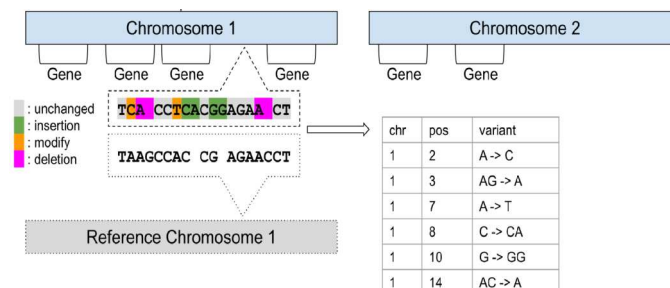 Chromosome 1
Chromosome 2
Gene
Gene
Gene
Gene
Gene
Gene
: unchanged
: insertion
: modify
: deletion
TCA CCTCACGGAGAA CT
TAAGCCAC CG AGAACCT
Reference Chromosome 1
chr pos variant
1 2 A -> C
1 3 AG -> A
1 7 A -> T
1 8 C -> CA
1 10 G -> GG
1 14 AC -> A